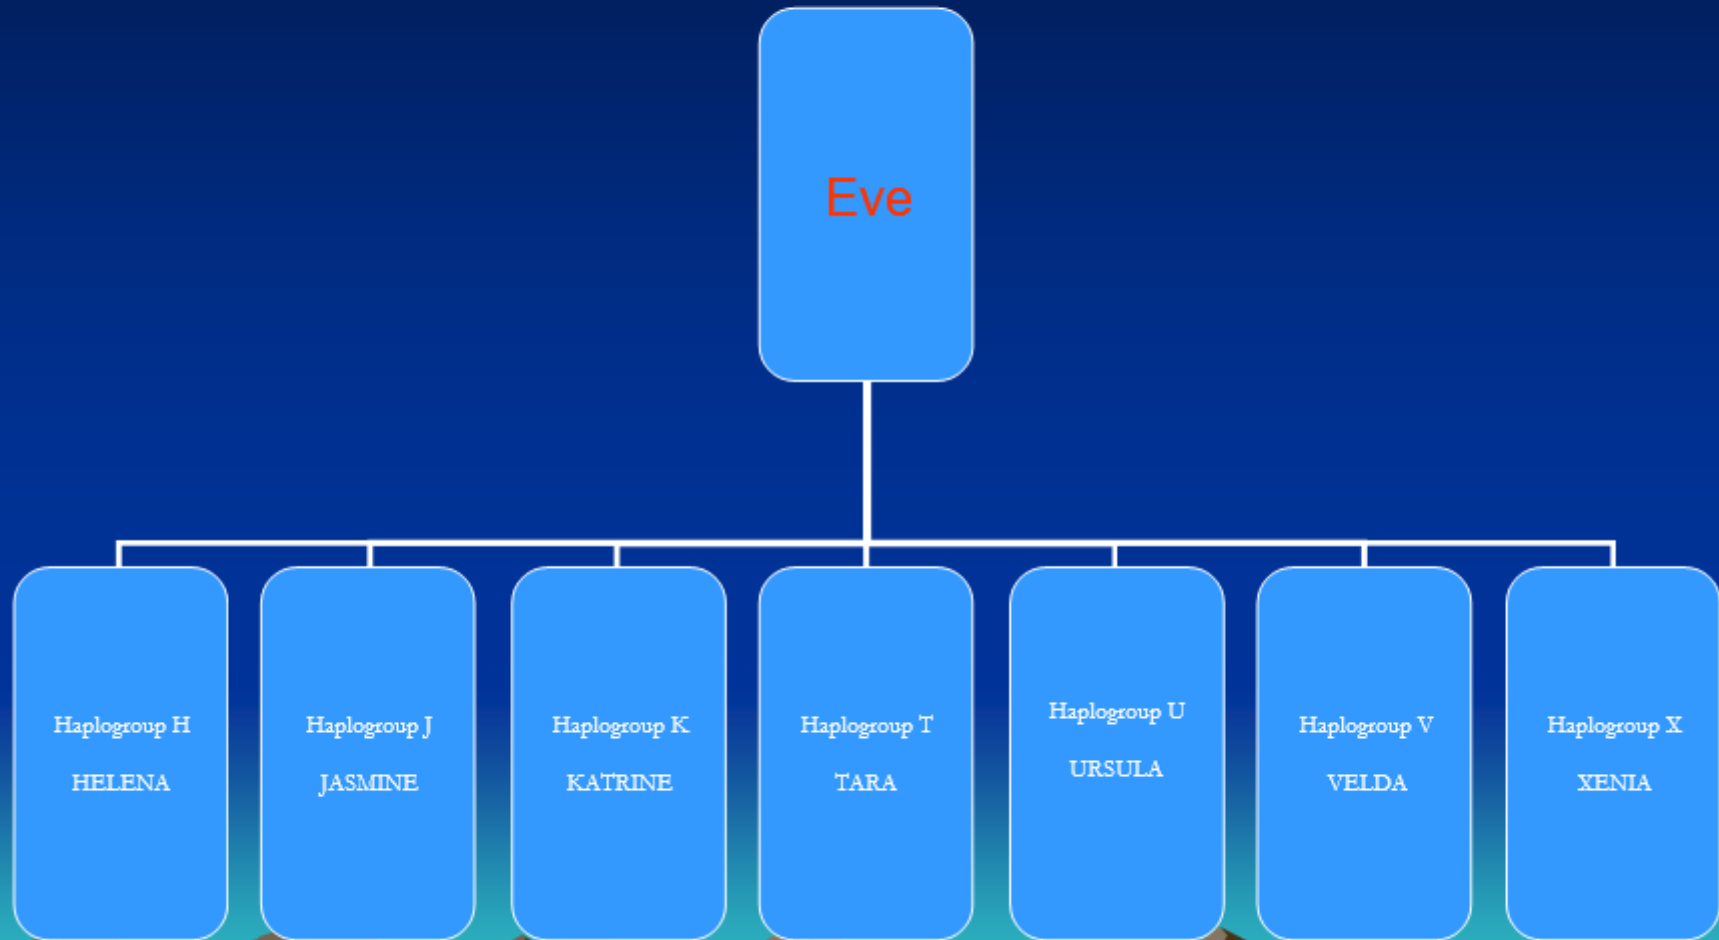 Eve
Haplogroup H
HELENA
Haplogroup J
JASMINE
Haplogroup K
KATRINE
Haplogroup T
TARA
Haplogroup U
URSULA
Haplogroup V
VELDA
Haplogroup X
XENIA